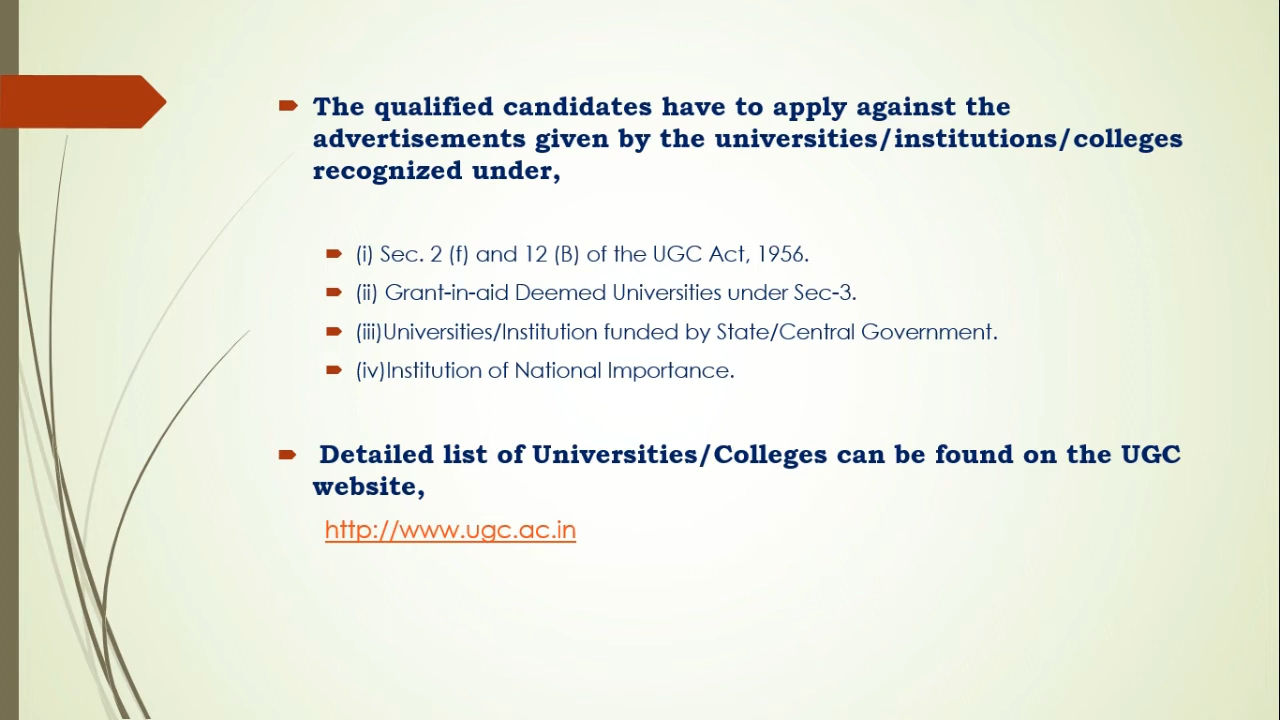 The qualified candidates have to apply against the
advertisements given by the universities/institutions/colleges
recognized under,
(i) Sec. 2 (f) and 12 (B) of the UGC Act, 1956.
(ii) Grant-in-aid Deemed Universities under Sec-3.
(iii)Universities/Institution funded by State/Central Government.
(iv)Institution of National Importance.
Detailed list of Universities/Colleges can be found on the UGC
website,
http://www.ugc.ac.in